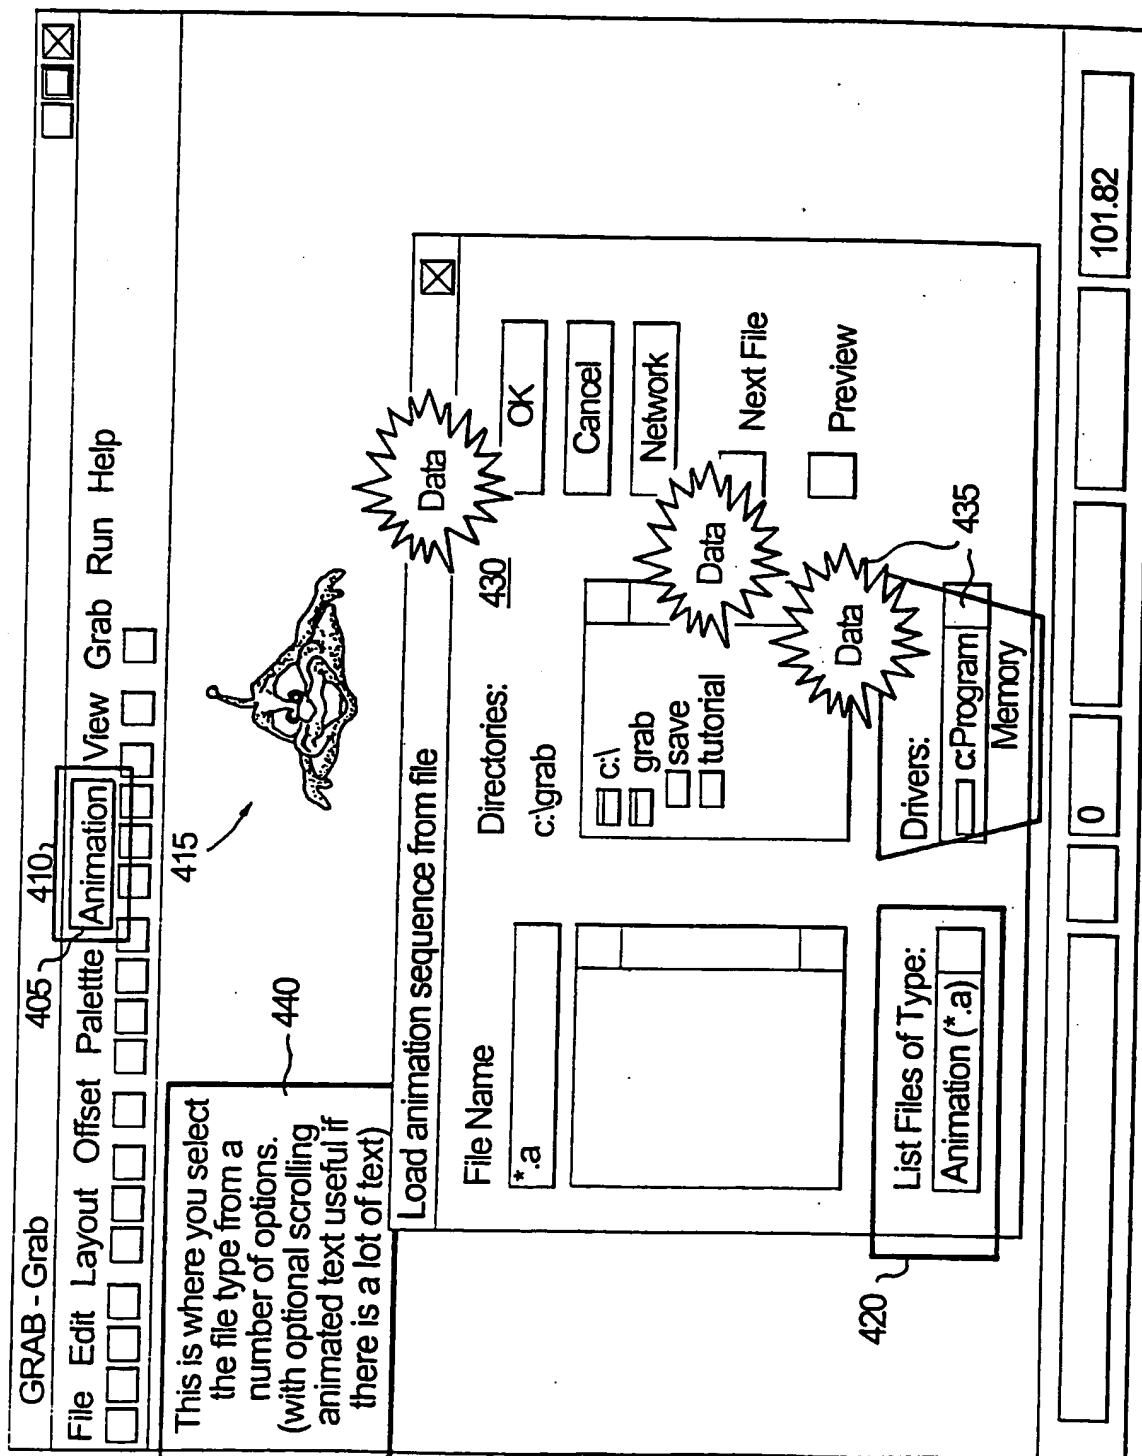 GRAB - Grab
405
410
File Edit Layout Offset Palettte Animation View Grab Run Help
415
This is where you select
the file type from a
number of options.
(with optional scrolling
animated text useful if
there is a lot of text)
440
Load animation sequence from file
Data
File Name
*.a
Directories:
c:\grab
430
OK
Cancel
Network
c:\
grab
save
tutorial
Data
Next File
Data
Preview
420
List Files of Type:
Animation (*.a)
Drivers:
c:Program
Memory
435
0
101.82